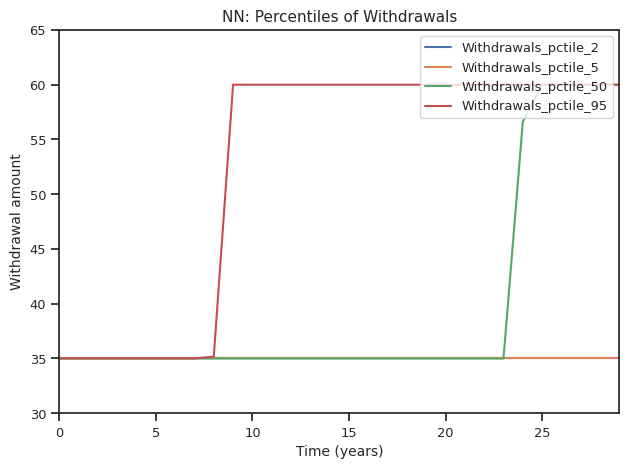 NN: Percentiles of Withdrawals
65
60
55
50
45
40
35
30
Withdrawal amount
Withdrawals_pctile_2
Withdrawals_pctile_5
Withdrawals_pctile_50
Withdrawals_pctile_95
0 5 10 15 20 25
Time (years)